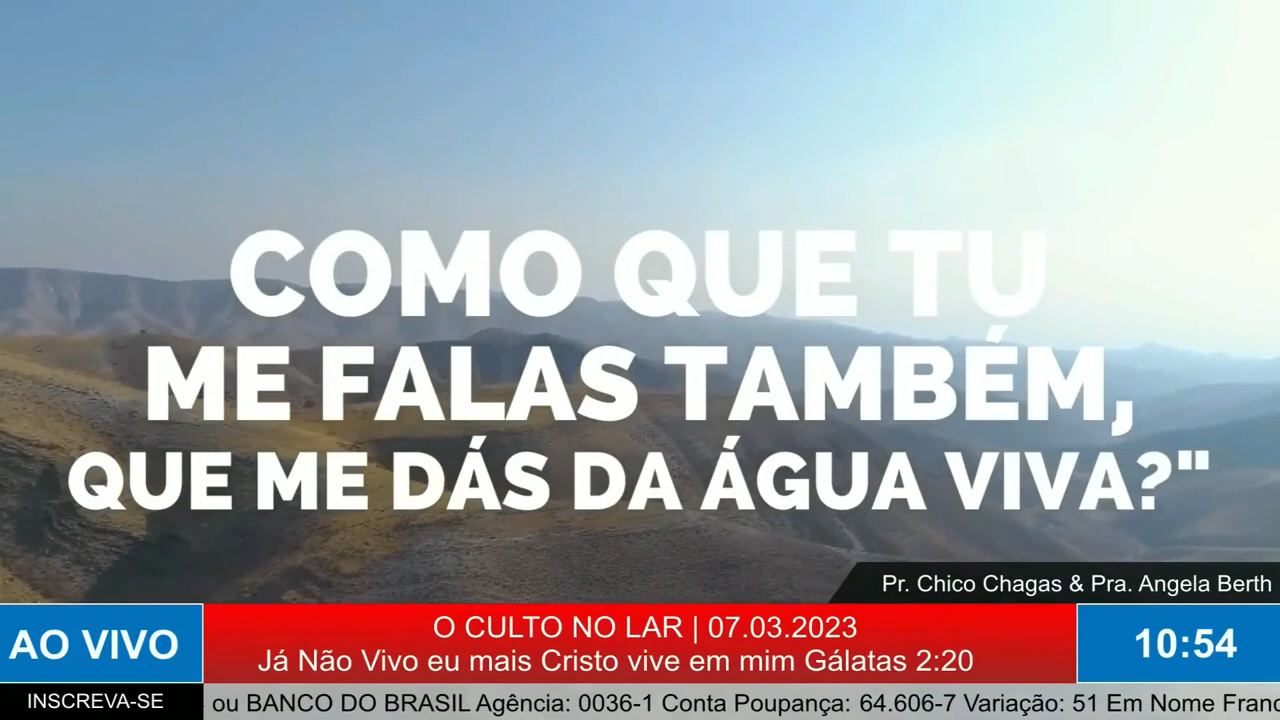 COMO QUE TU
ME FALAS TAMBÉM,
QUE ME DÁS DA ÁGUA VIVA?"
Pr. Chico Chagas & Pra. Angela Berth
AO VIVO
O CULTO NO LAR | 07.03.2023
Já Não Vivo eu mais Cristo vive em mim Gálatas 2:20
10:54
INSCREVA-SE
ou BANCO DO BRASIL Agência: 0036-1 Conta Poupança: 64.606-7 Variação: 51 Em Nome Franc